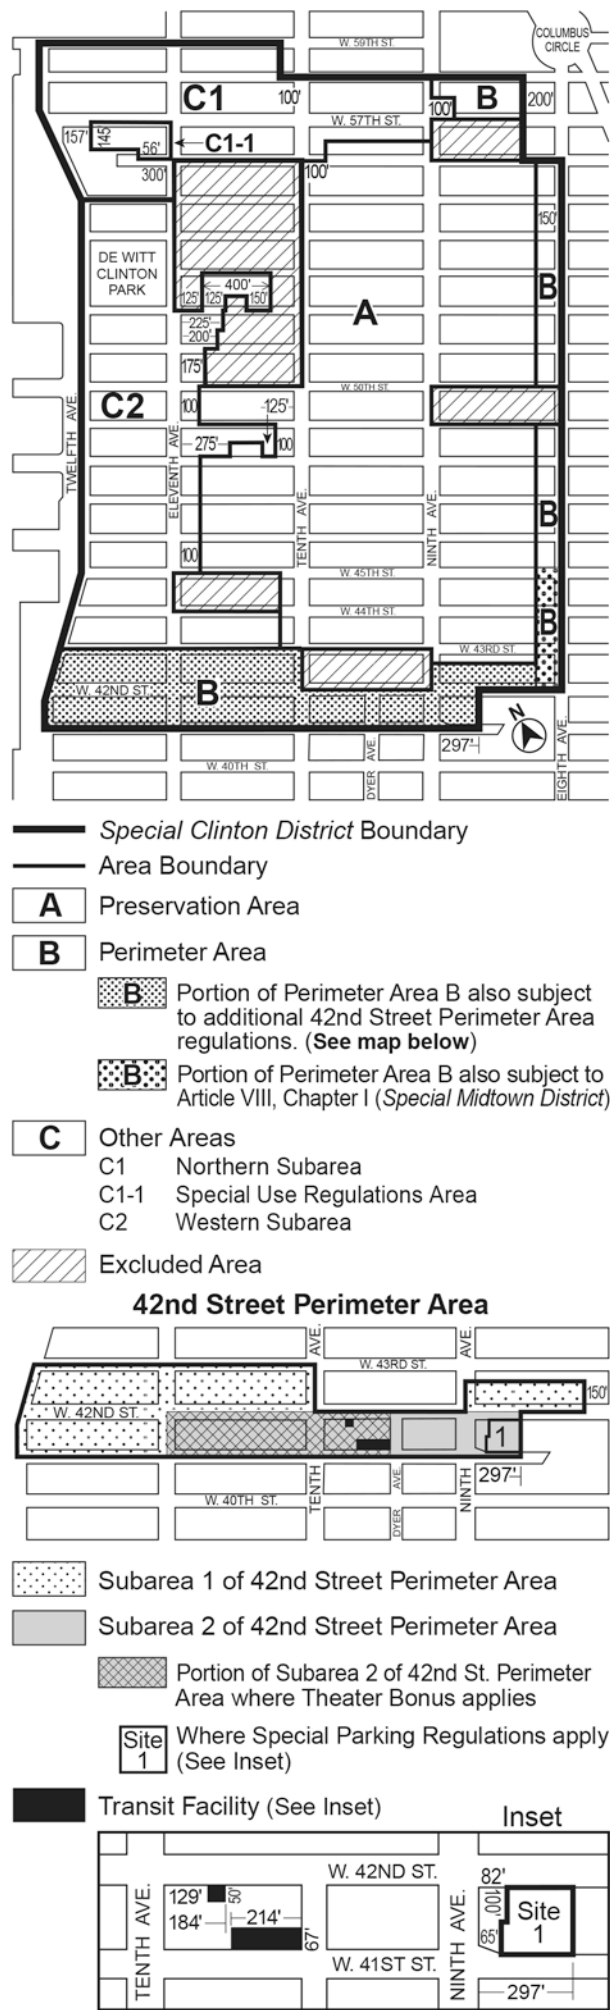 COLUMBUS
CIRCLE
W. 59TH ST.
C1
100'
B
100'
200'
W. 57TH ST.
157'
145'
56'
C1-1
300'
100'
150'
DE WITT
CLINTON
PARK
400'
125'
125'
150'
A
B
225'
200'
175'
W. 50TH ST.
C2
100
125'
275'
100
TWELFTH AVE.
ELEVENTH AVE.
TENTH AVE.
NINTH AVE.
B
100
W. 45TH ST.
W. 44TH ST.
B
W. 43RD ST.
W. 42ND ST.
B
N
297'
DYER AVE.
EIGHTH AVE.
W. 40TH ST.
Special Clinton District Boundary
Area Boundary
A Preservation Area
B Perimeter Area
B Portion of Perimeter Area B also subject
to additional 42nd Street Perimeter Area
regulations. (See map below)
B Portion of Perimeter Area B also subject to
Article VIII, Chapter I (Special Midtown District)
C Other Areas
C1 Northern Subarea
C1-1 Special Use Regulations Area
C2 Western Subarea
Excluded Area
42nd Street Perimeter Area
AVE.
AVE.
W. 43RD ST.
150'
W. 42ND ST.
1
297'
TENTH
DYER AVE
NINTH
W. 40TH ST.
Subarea 1 of 42nd Street Perimeter Area
Subarea 2 of 42nd Street Perimeter Area
Portion of Subarea 2 of 42nd St. Perimeter
Area where Theater Bonus applies
Site
1
Where Special Parking Regulations apply
(See Inset)
Transit Facility (See Inset)
Inset
W. 42ND ST.
82'
129'
50'
100'
Site
1
184'
214'
67'
65'
W. 41ST ST.
297'
TENTH AVE.
NINTH AVE.